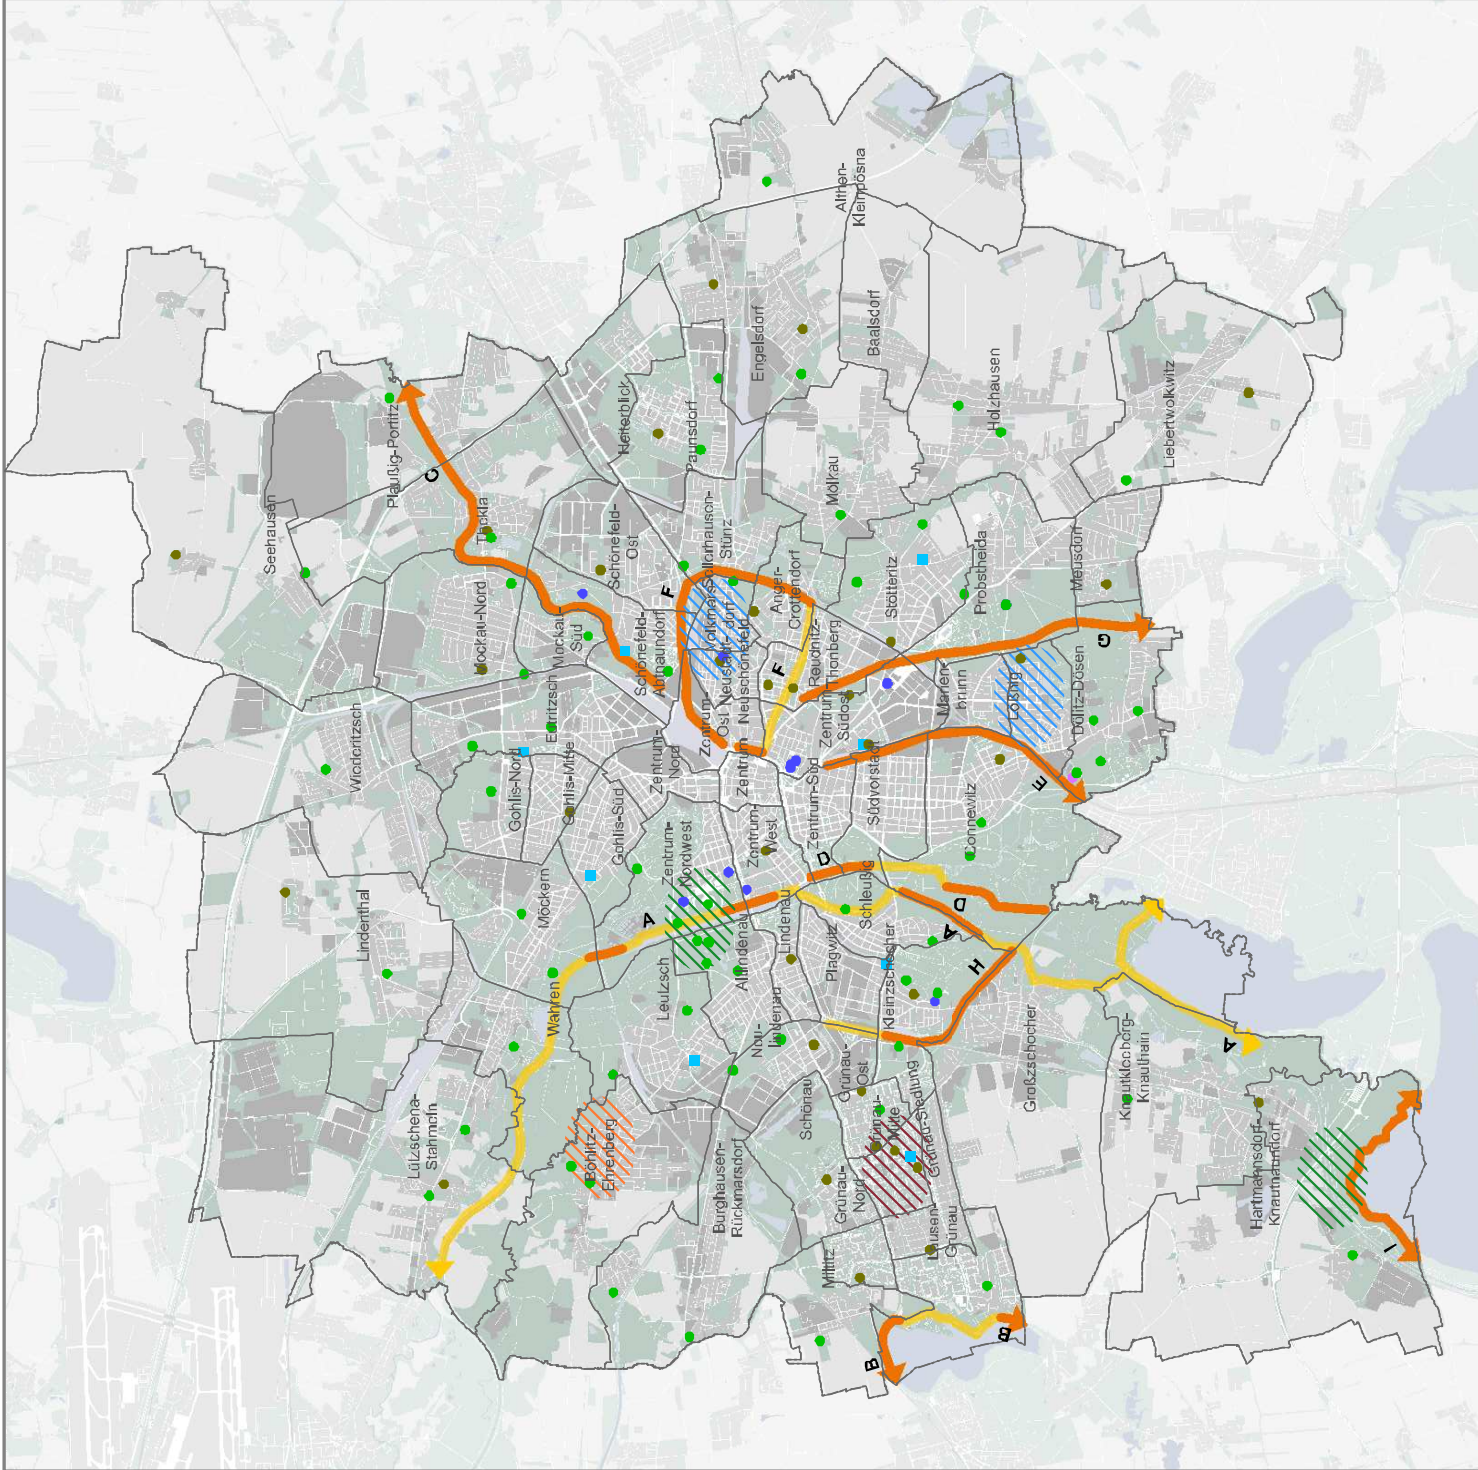 Seehausen
Plaußig-Portitz
C
Thekla
Mockau-Nord
Mockau-
Süd
Schönefeld-
Ost
Schönefeld-
Abtnaundorf
Heiterblick
Paunsdorf
Sellerhausen-
Stünz
Engelsdorf
Althen-
Kleinpösna
Baalsdorf
Holzhausen
Mölkau
Liebertwolkwitz
Meusdorf
Probstheida
Stötteritz
Anger-
Crottendorf
Reudnitz-
Thonberg
F
F
Volkmars-
dorf
Neustadt-
Neuschönefeld
Zentrum-
Ost
Zentrum
Zentrum-
Südost
Zentrum-Süd
Zentrum-
West
Zentrum-
Nord
Zentrum-
Nordwest
Wiederitzsch
Eutritzsch
Gohlis-Nord
Gohlis-Mitte
Gohlis-Süd
Möckern
Lindenthal
Wahren
Lützschena-
Stahmeln
Böhlitz-
Ehrenberg
Burghausen-
Rückmarsdorf
Leutzsch
Altlindenau
Lindenau
Neu-
lindenau
Plagwitz
Schleußig
Kleinzschocher
Großzschocher
Schönau
Grünau-
Ost
Grünau-
Mitte
Grünau-Siedlung
Grünau-
Nord
Lausen-
Grünau
Miltitz
Knautkleeberg-
Knauthain
Hartmannsdorf-
Knautnaundorf
Südvorstadt
Connewitz
Marien-
brunn
Lößnig
Dölitz-Dösen
A
A
A
B
B
D
D
E
G
H
I